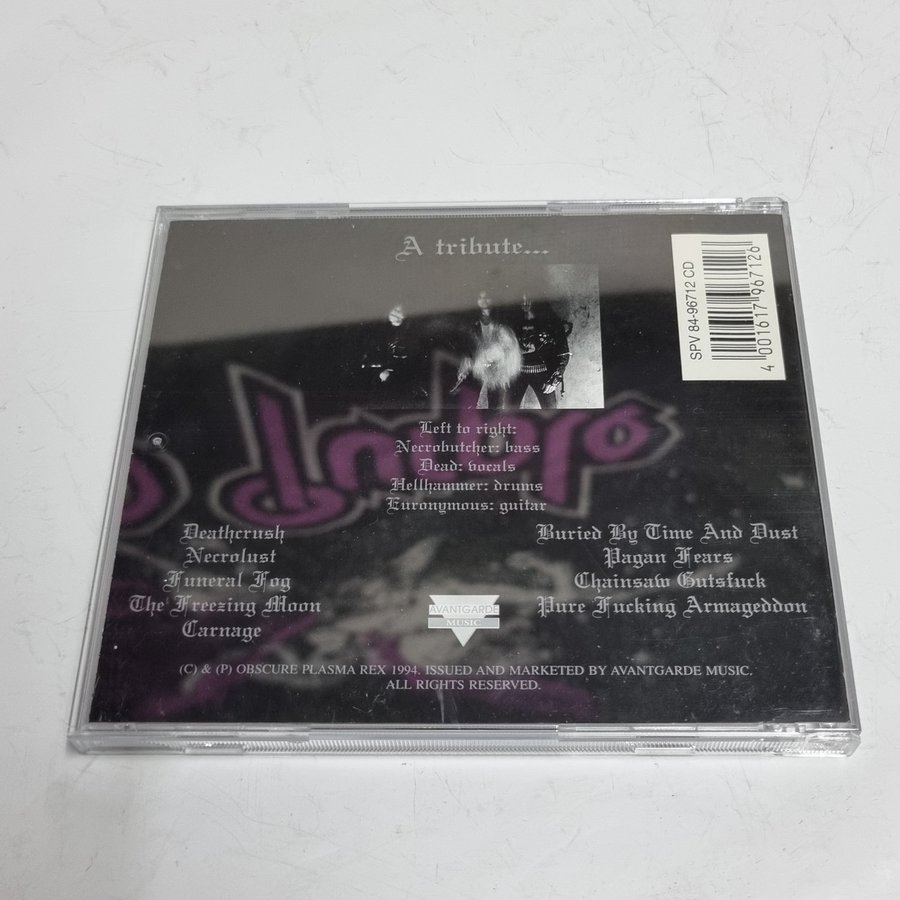 A tribute...
SPV 84-96712 CD
4 001617 967126
Left to right:
Necrobutcher: bass
Dead: vocals
Hellhammer: drums
Euronymous: guitar
Deathcrush
Necrolust
Funeral Fog
The Freezing Moon
Carnage
Buried By Time And Dust
Pagan Fears
Chainsaw Gutsfuck
Pure Fucking Armageddon
AVANTGARDE
MUSIC
(C) & (P) OBSCURE PLASMA REX 1994. ISSUED AND MARKETED BY AVANTGARDE MUSIC.
ALL RIGHTS RESERVED.